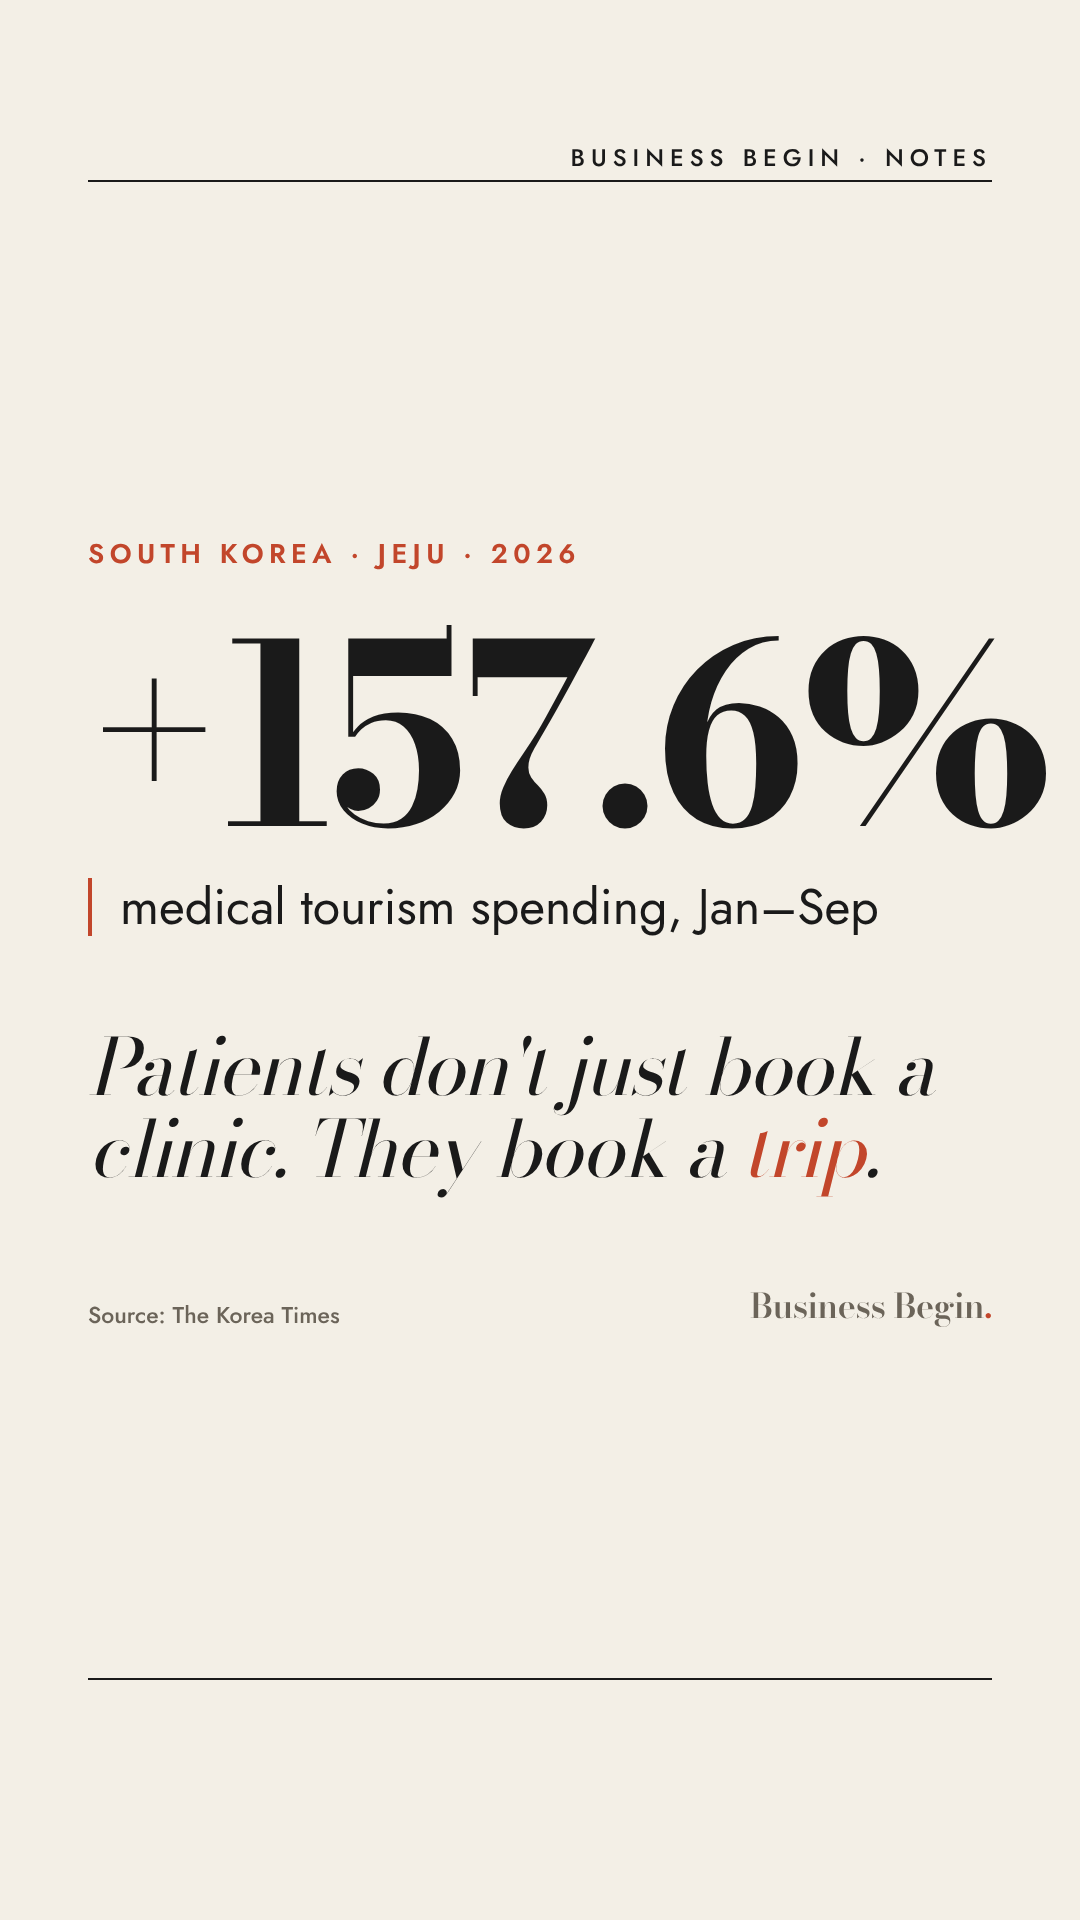 BUSINESS BEGIN · NOTES
SOUTH KOREA · JEJU · 2026
+157.6%
medical tourism spending, Jan–Sep
Patients don't just book a
clinic. They book a trip.
Source: The Korea Times
Business Begin.